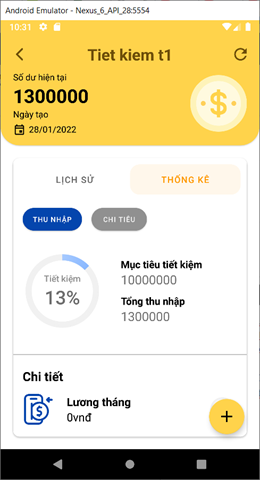 Android Emulator - Nexus_6_API_28:5554
10:31
Tiet kiem t1
Số dư hiện tại
1300000
Ngày tạo
28/01/2022
LỊCH SỬ
THỐNG KÊ
THU NHẬP
CHI TIÊU
Tiết kiệm
13%
Mục tiêu tiết kiệm
10000000
Tổng thu nhập
1300000
Chi tiết
Lương tháng
0vnđ